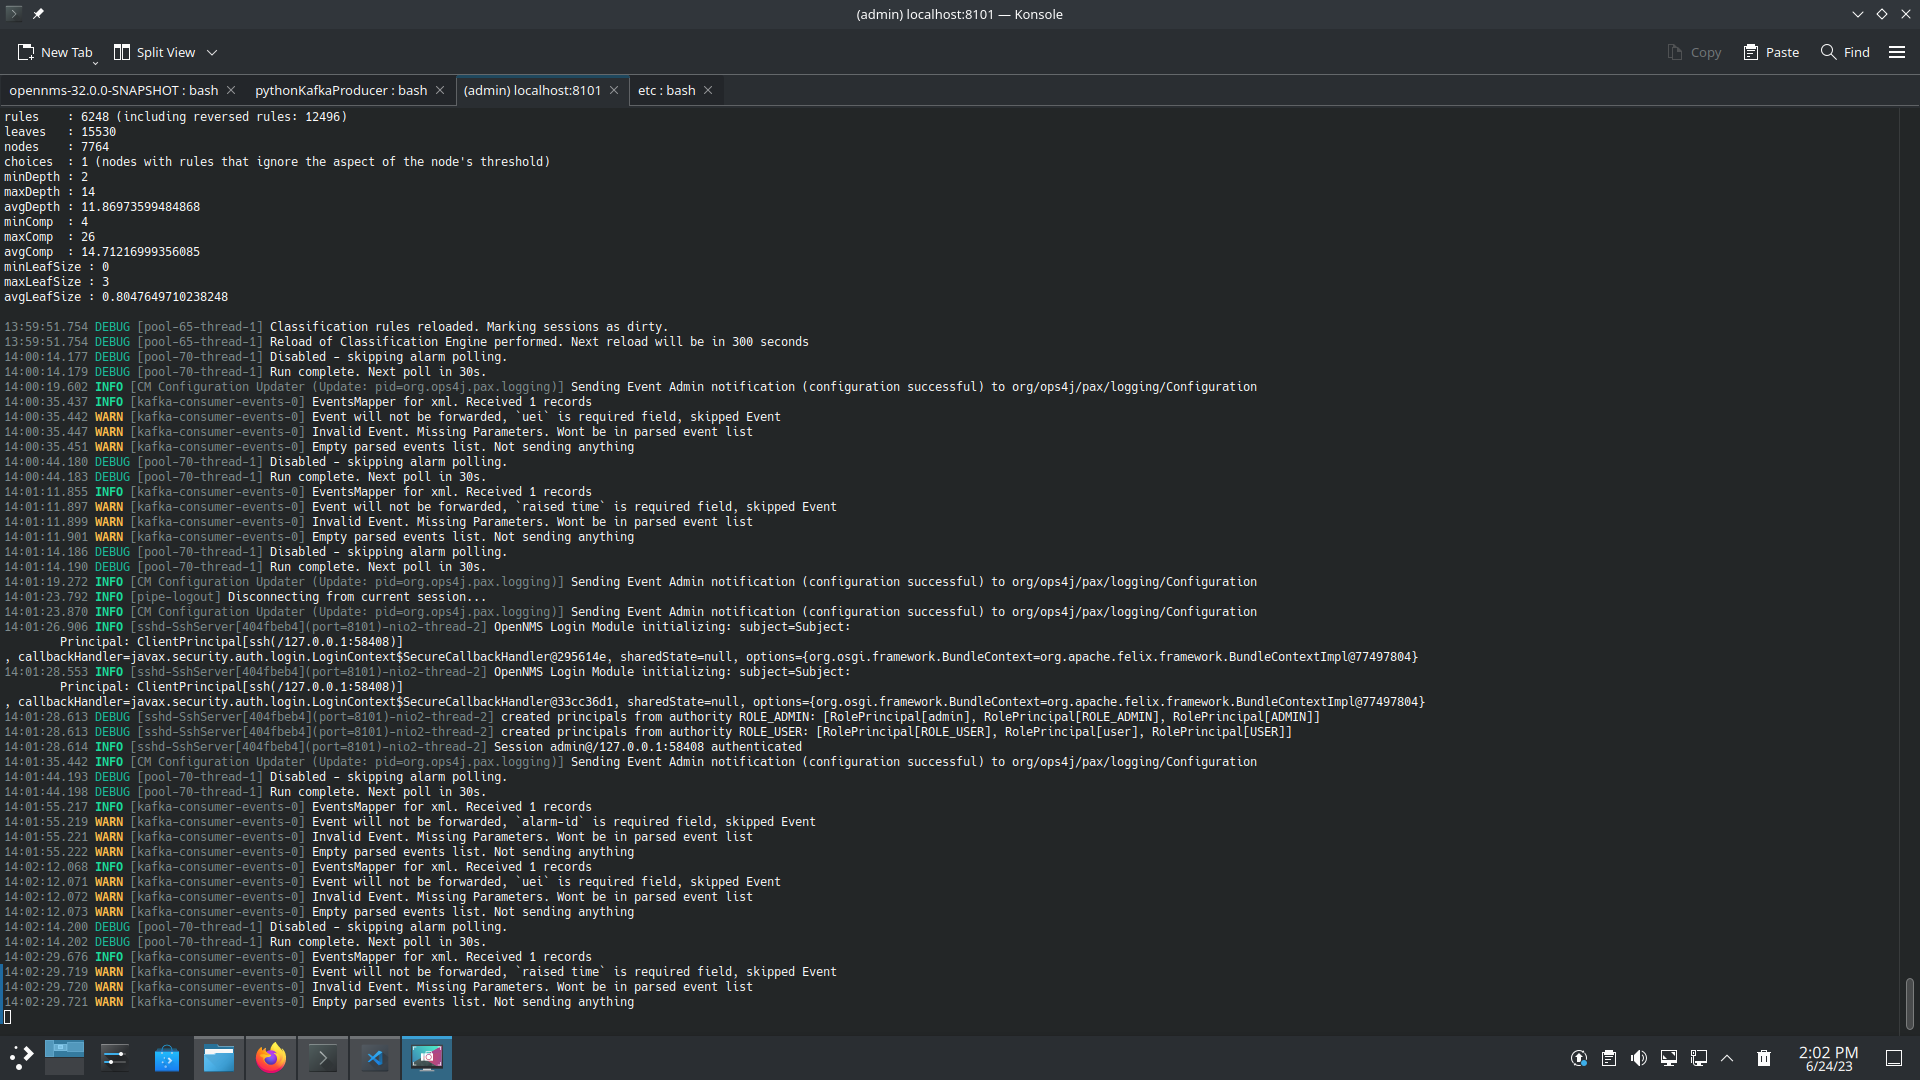 (admin) localhost:8101 — Konsole
New Tab
Split View
Copy
Paste
Find
opennms-32.0.0-SNAPSHOT : bash
pythonKafkaProducer : bash
(admin) localhost:8101
etc : bash
rules    : 6248 (including reversed rules: 12496)
leaves   : 15530
nodes    : 7764
choices  : 1 (nodes with rules that ignore the aspect of the node's threshold)
minDepth : 2
maxDepth : 14
avgDepth : 11.86973599484868
minComp  : 4
maxComp  : 26
avgComp  : 14.71216999356085
minLeafSize : 0
maxLeafSize : 3
avgLeafSize : 0.8047649710238248
13:59:51.754 DEBUG [pool-65-thread-1] Classification rules reloaded. Marking sessions as dirty.
13:59:51.754 DEBUG [pool-65-thread-1] Reload of Classification Engine performed. Next reload will be in 300 seconds
14:00:14.177 DEBUG [pool-70-thread-1] Disabled - skipping alarm polling.
14:00:14.179 DEBUG [pool-70-thread-1] Run complete. Next poll in 30s.
14:00:19.602 INFO [CM Configuration Updater (Update: pid=org.ops4j.pax.logging)] Sending Event Admin notification (configuration successful) to org/ops4j/pax/logging/Configuration
14:00:35.437 INFO [kafka-consumer-events-0] EventsMapper for xml. Received 1 records
14:00:35.442 WARN [kafka-consumer-events-0] Event will not be forwarded, `uei` is required field, skipped Event
14:00:35.447 WARN [kafka-consumer-events-0] Invalid Event. Missing Parameters. Wont be in parsed event list
14:00:35.451 WARN [kafka-consumer-events-0] Empty parsed events list. Not sending anything
14:00:44.180 DEBUG [pool-70-thread-1] Disabled - skipping alarm polling.
14:00:44.183 DEBUG [pool-70-thread-1] Run complete. Next poll in 30s.
14:01:11.855 INFO [kafka-consumer-events-0] EventsMapper for xml. Received 1 records
14:01:11.897 WARN [kafka-consumer-events-0] Event will not be forwarded, `raised time` is required field, skipped Event
14:01:11.899 WARN [kafka-consumer-events-0] Invalid Event. Missing Parameters. Wont be in parsed event list
14:01:11.901 WARN [kafka-consumer-events-0] Empty parsed events list. Not sending anything
14:01:14.186 DEBUG [pool-70-thread-1] Disabled - skipping alarm polling.
14:01:14.190 DEBUG [pool-70-thread-1] Run complete. Next poll in 30s.
14:01:19.272 INFO [CM Configuration Updater (Update: pid=org.ops4j.pax.logging)] Sending Event Admin notification (configuration successful) to org/ops4j/pax/logging/Configuration
14:01:23.792 INFO [pipe-logout] Disconnecting from current session...
14:01:23.870 INFO [CM Configuration Updater (Update: pid=org.ops4j.pax.logging)] Sending Event Admin notification (configuration successful) to org/ops4j/pax/logging/Configuration
14:01:26.906 INFO [sshd-SshServer[404fbeb4](port=8101)-nio2-thread-2] OpenNMS Login Module initializing: subject=Subject:
Principal: ClientPrincipal[ssh(/127.0.0.1:58408)]
, callbackHandler=javax.security.auth.login.LoginContext$SecureCallbackHandler@295614e, sharedState=null, options={org.osgi.framework.BundleContext=org.apache.felix.framework.BundleContextImpl@77497804}
14:01:28.553 INFO [sshd-SshServer[404fbeb4](port=8101)-nio2-thread-2] OpenNMS Login Module initializing: subject=Subject:
Principal: ClientPrincipal[ssh(/127.0.0.1:58408)]
, callbackHandler=javax.security.auth.login.LoginContext$SecureCallbackHandler@33cc36d1, sharedState=null, options={org.osgi.framework.BundleContext=org.apache.felix.framework.BundleContextImpl@77497804}
14:01:28.613 DEBUG [sshd-SshServer[404fbeb4](port=8101)-nio2-thread-2] created principals from authority ROLE_ADMIN: [RolePrincipal[admin], RolePrincipal[ROLE_ADMIN], RolePrincipal[ADMIN]]
14:01:28.613 DEBUG [sshd-SshServer[404fbeb4](port=8101)-nio2-thread-2] created principals from authority ROLE_USER: [RolePrincipal[ROLE_USER], RolePrincipal[user], RolePrincipal[USER]]
14:01:28.614 INFO [sshd-SshServer[404fbeb4](port=8101)-nio2-thread-2] Session admin@/127.0.0.1:58408 authenticated
14:01:35.442 INFO [CM Configuration Updater (Update: pid=org.ops4j.pax.logging)] Sending Event Admin notification (configuration successful) to org/ops4j/pax/logging/Configuration
14:01:44.193 DEBUG [pool-70-thread-1] Disabled - skipping alarm polling.
14:01:44.198 DEBUG [pool-70-thread-1] Run complete. Next poll in 30s.
14:01:55.217 INFO [kafka-consumer-events-0] EventsMapper for xml. Received 1 records
14:01:55.219 WARN [kafka-consumer-events-0] Event will not be forwarded, `alarm-id` is required field, skipped Event
14:01:55.221 WARN [kafka-consumer-events-0] Invalid Event. Missing Parameters. Wont be in parsed event list
14:01:55.222 WARN [kafka-consumer-events-0] Empty parsed events list. Not sending anything
14:02:12.068 INFO [kafka-consumer-events-0] EventsMapper for xml. Received 1 records
14:02:12.071 WARN [kafka-consumer-events-0] Event will not be forwarded, `uei` is required field, skipped Event
14:02:12.072 WARN [kafka-consumer-events-0] Invalid Event. Missing Parameters. Wont be in parsed event list
14:02:12.073 WARN [kafka-consumer-events-0] Empty parsed events list. Not sending anything
14:02:14.200 DEBUG [pool-70-thread-1] Disabled - skipping alarm polling.
14:02:14.202 DEBUG [pool-70-thread-1] Run complete. Next poll in 30s.
14:02:29.676 INFO [kafka-consumer-events-0] EventsMapper for xml. Received 1 records
14:02:29.719 WARN [kafka-consumer-events-0] Event will not be forwarded, `raised time` is required field, skipped Event
14:02:29.720 WARN [kafka-consumer-events-0] Invalid Event. Missing Parameters. Wont be in parsed event list
14:02:29.721 WARN [kafka-consumer-events-0] Empty parsed events list. Not sending anything
2:02 PM
6/24/23